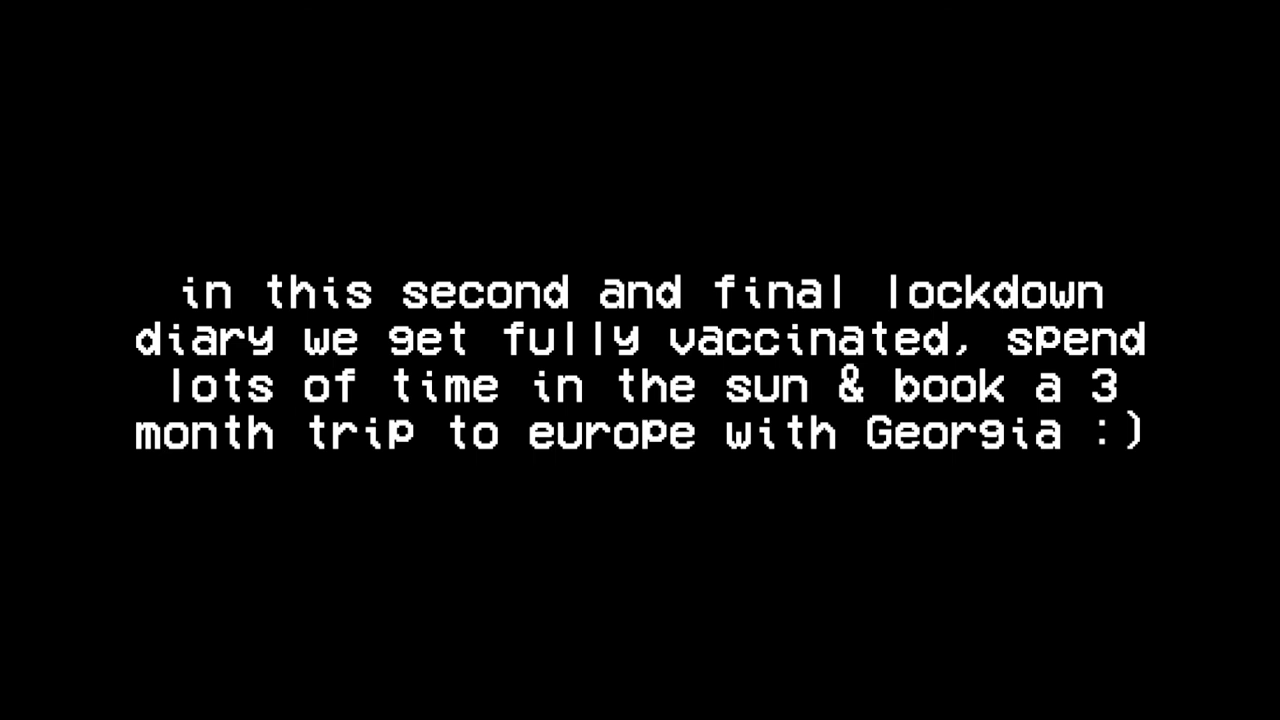 in this second and final lockdown
diary we get fully vaccinated, spend
lots of time in the sun & book a 3
month trip to europe with Georgia :)